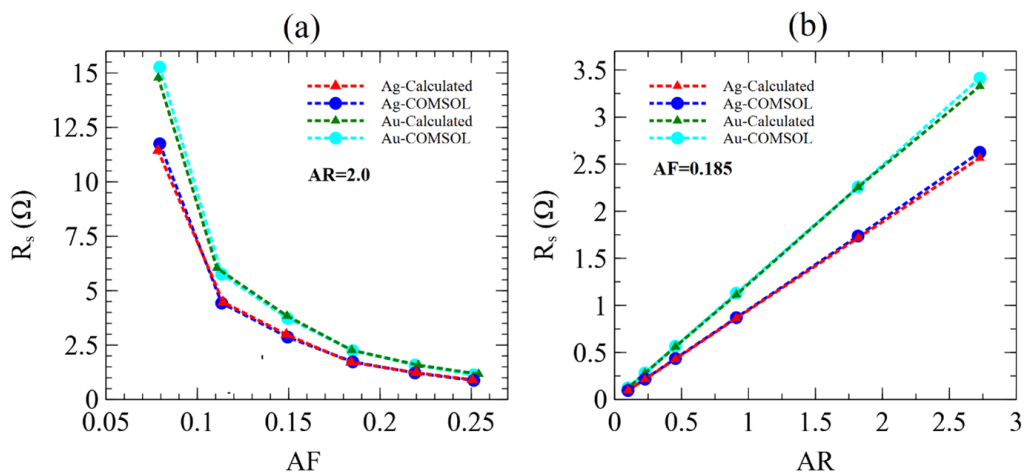 (a)
Ag-Calculated
Ag-COMSOL
Au-Calculated
Au-COMSOL
AR=2.0
15
12.5
10
7.5
5
2.5
0
Rs (Ω)
0.05 0.1 0.15 0.2 0.25
AF
(b)
Ag-Calculated
Ag-COMSOL
Au-Calculated
Au-COMSOL
AF=0.185
3.5
3
2.5
2
1.5
1
0.5
0
Rs (Ω)
0 0.5 1 1.5 2 2.5 3
AR